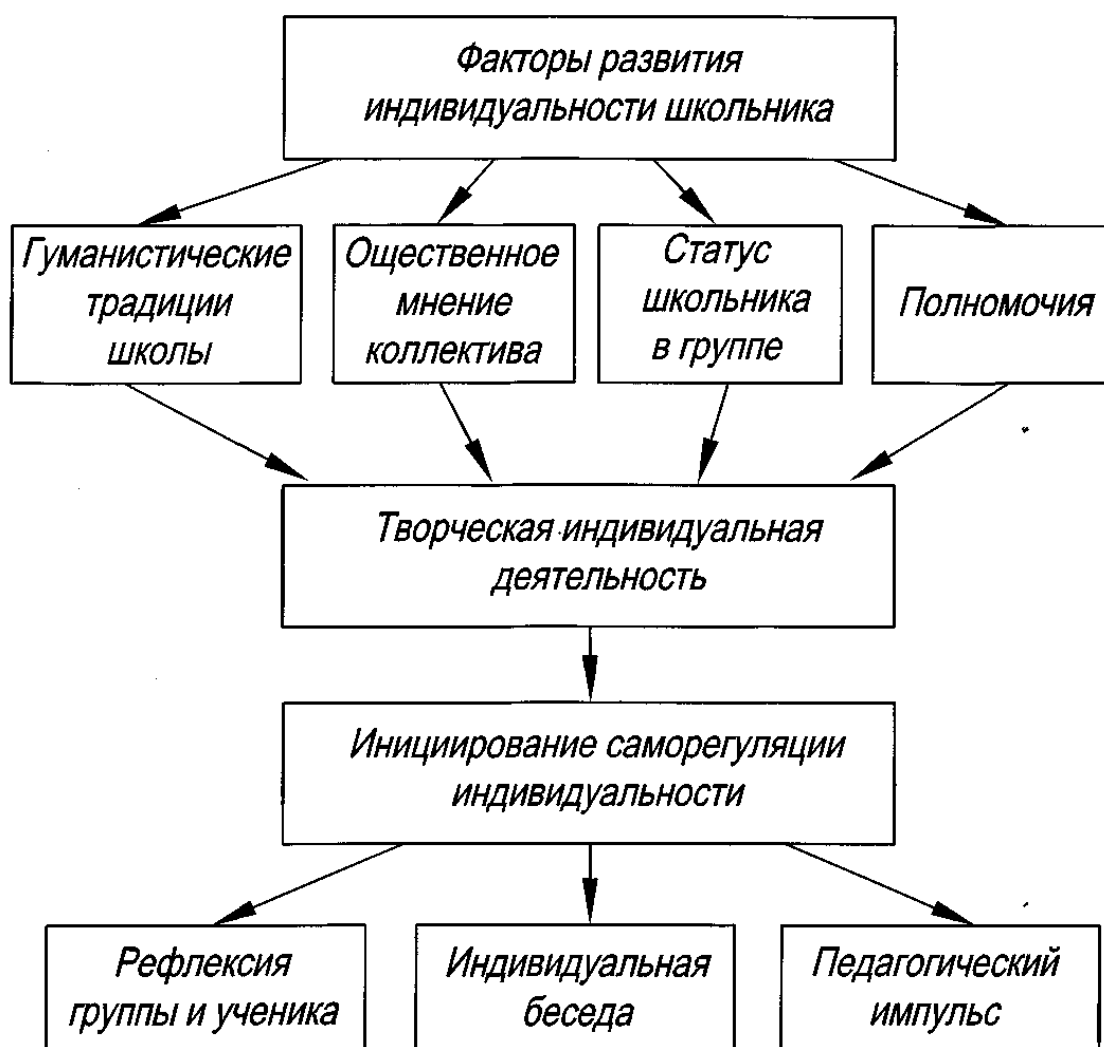 Факторы развития
индивидуальности школьника
Гуманистические
традиции
школы
Ощественное
мнение
коллектива
Статус
школьника
в группе
Полномочия
Творческая индивидуальная
деятельность
Инициирование саморегуляции
индивидуальности
Рефлексия
группы и ученика
Индивидуальная
беседа
Педагогический
импульс